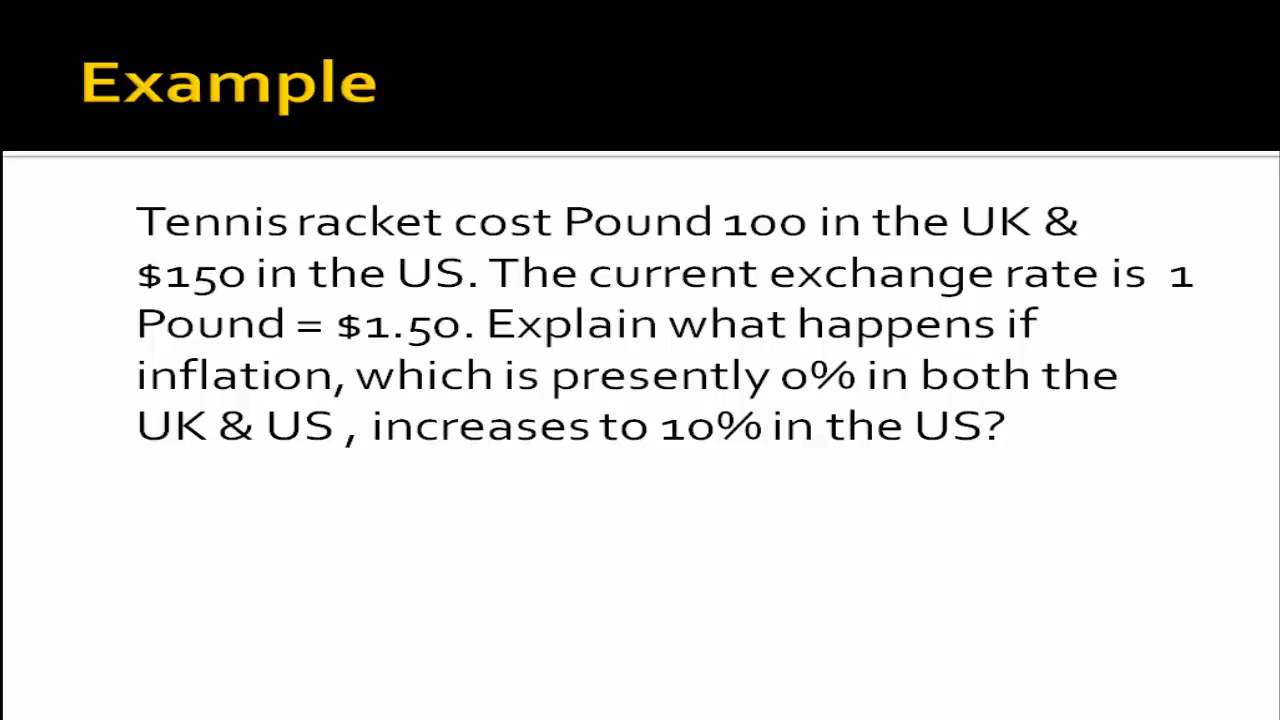 Example
Tennis racket cost Pound 100 in the UK &
$150 in the US. The current exchange rate is 1
Pound = $1.50. Explain what happens if
inflation, which is presently 0% in both the
UK & US , increases to 10% in the US?